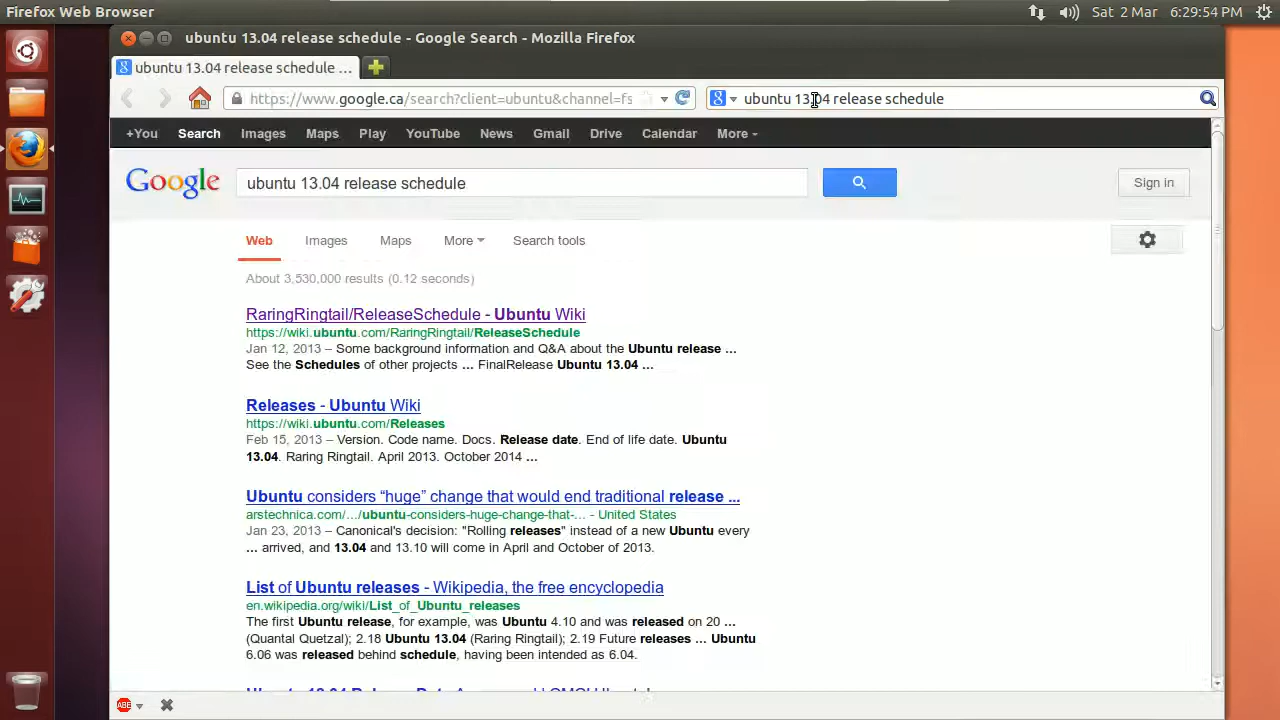 Firefox Web Browser
Sat 2 Mar 6:29:54 PM
ubuntu 13.04 release schedule - Google Search - Mozilla Firefox
ubuntu 13.04 release schedule ...
https://www.google.ca/search?client=ubuntu&channel=fs
ubuntu 13.04 release schedule
+You Search Images Maps Play YouTube News Gmail Drive Calendar More
Google
ubuntu 13.04 release schedule
Sign in
Web Images Maps More Search tools
About 3,530,000 results (0.12 seconds)
RaringRingtail/ReleaseSchedule - Ubuntu Wiki
https://wiki.ubuntu.com/RaringRingtail/ReleaseSchedule
Jan 12, 2013 – Some background information and Q&A about the Ubuntu release ...
See the Schedules of other projects ... FinalRelease Ubuntu 13.04 ...
Releases - Ubuntu Wiki
https://wiki.ubuntu.com/Releases
Feb 15, 2013 – Version. Code name. Docs. Release date. End of life date. Ubuntu
13.04. Raring Ringtail. April 2013. October 2014 ...
Ubuntu considers “huge” change that would end traditional release ...
arstechnica.com/.../ubuntu-considers-huge-change-that-... - United States
Jan 23, 2013 – Canonical's decision: "Rolling releases" instead of a new Ubuntu every
... arrived, and 13.04 and 13.10 will come in April and October of 2013.
List of Ubuntu releases - Wikipedia, the free encyclopedia
en.wikipedia.org/wiki/List_of_Ubuntu_releases
The first Ubuntu release, for example, was Ubuntu 4.10 and was released on 20 ...
(Quantal Quetzal); 2.18 Ubuntu 13.04 (Raring Ringtail); 2.19 Future releases ... Ubuntu
6.06 was released behind schedule, having been intended as 6.04.
ABP